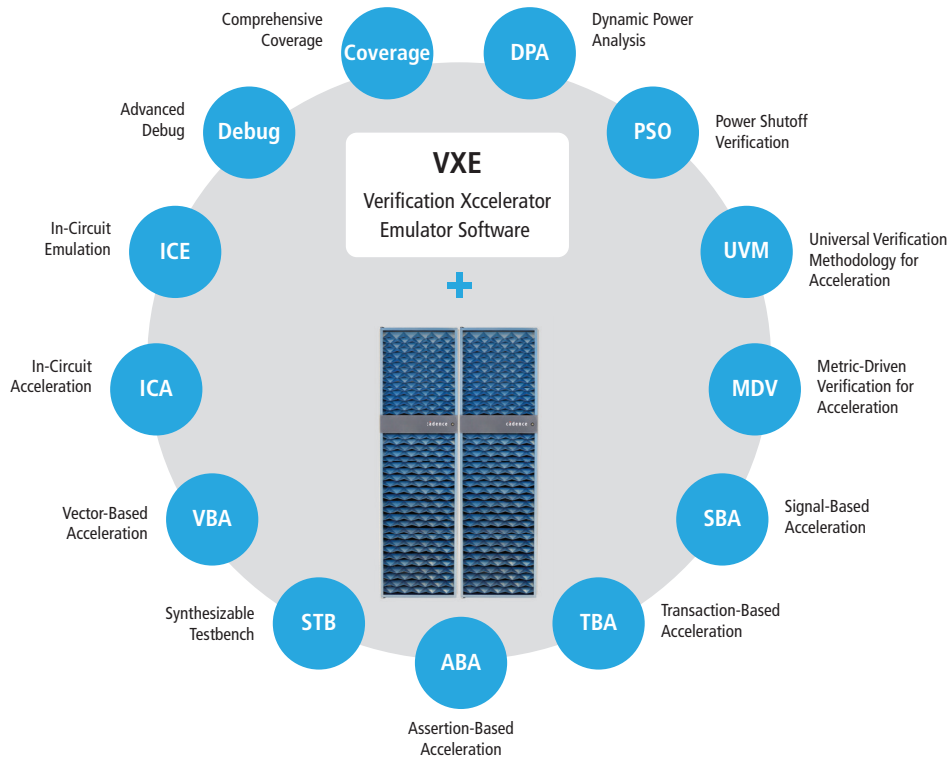 Comprehensive
Coverage
Coverage
DPA
Dynamic Power
Analysis
Advanced
Debug
Debug
PSO
Power Shutoff
Verification
VXE
Verification Xccelerator
Emulator Software
In-Circuit
Emulation
ICE
UVM
Universal Verification
Methodology for
Acceleration
+
In-Circuit
Acceleration
ICA
MDV
Metric-Driven
Verification for
Acceleration
cadence
cadence
Vector-Based
Acceleration
VBA
SBA
Signal-Based
Acceleration
Synthesizable
Testbench
STB
TBA
Transaction-Based
Acceleration
ABA
Assertion-Based
Acceleration